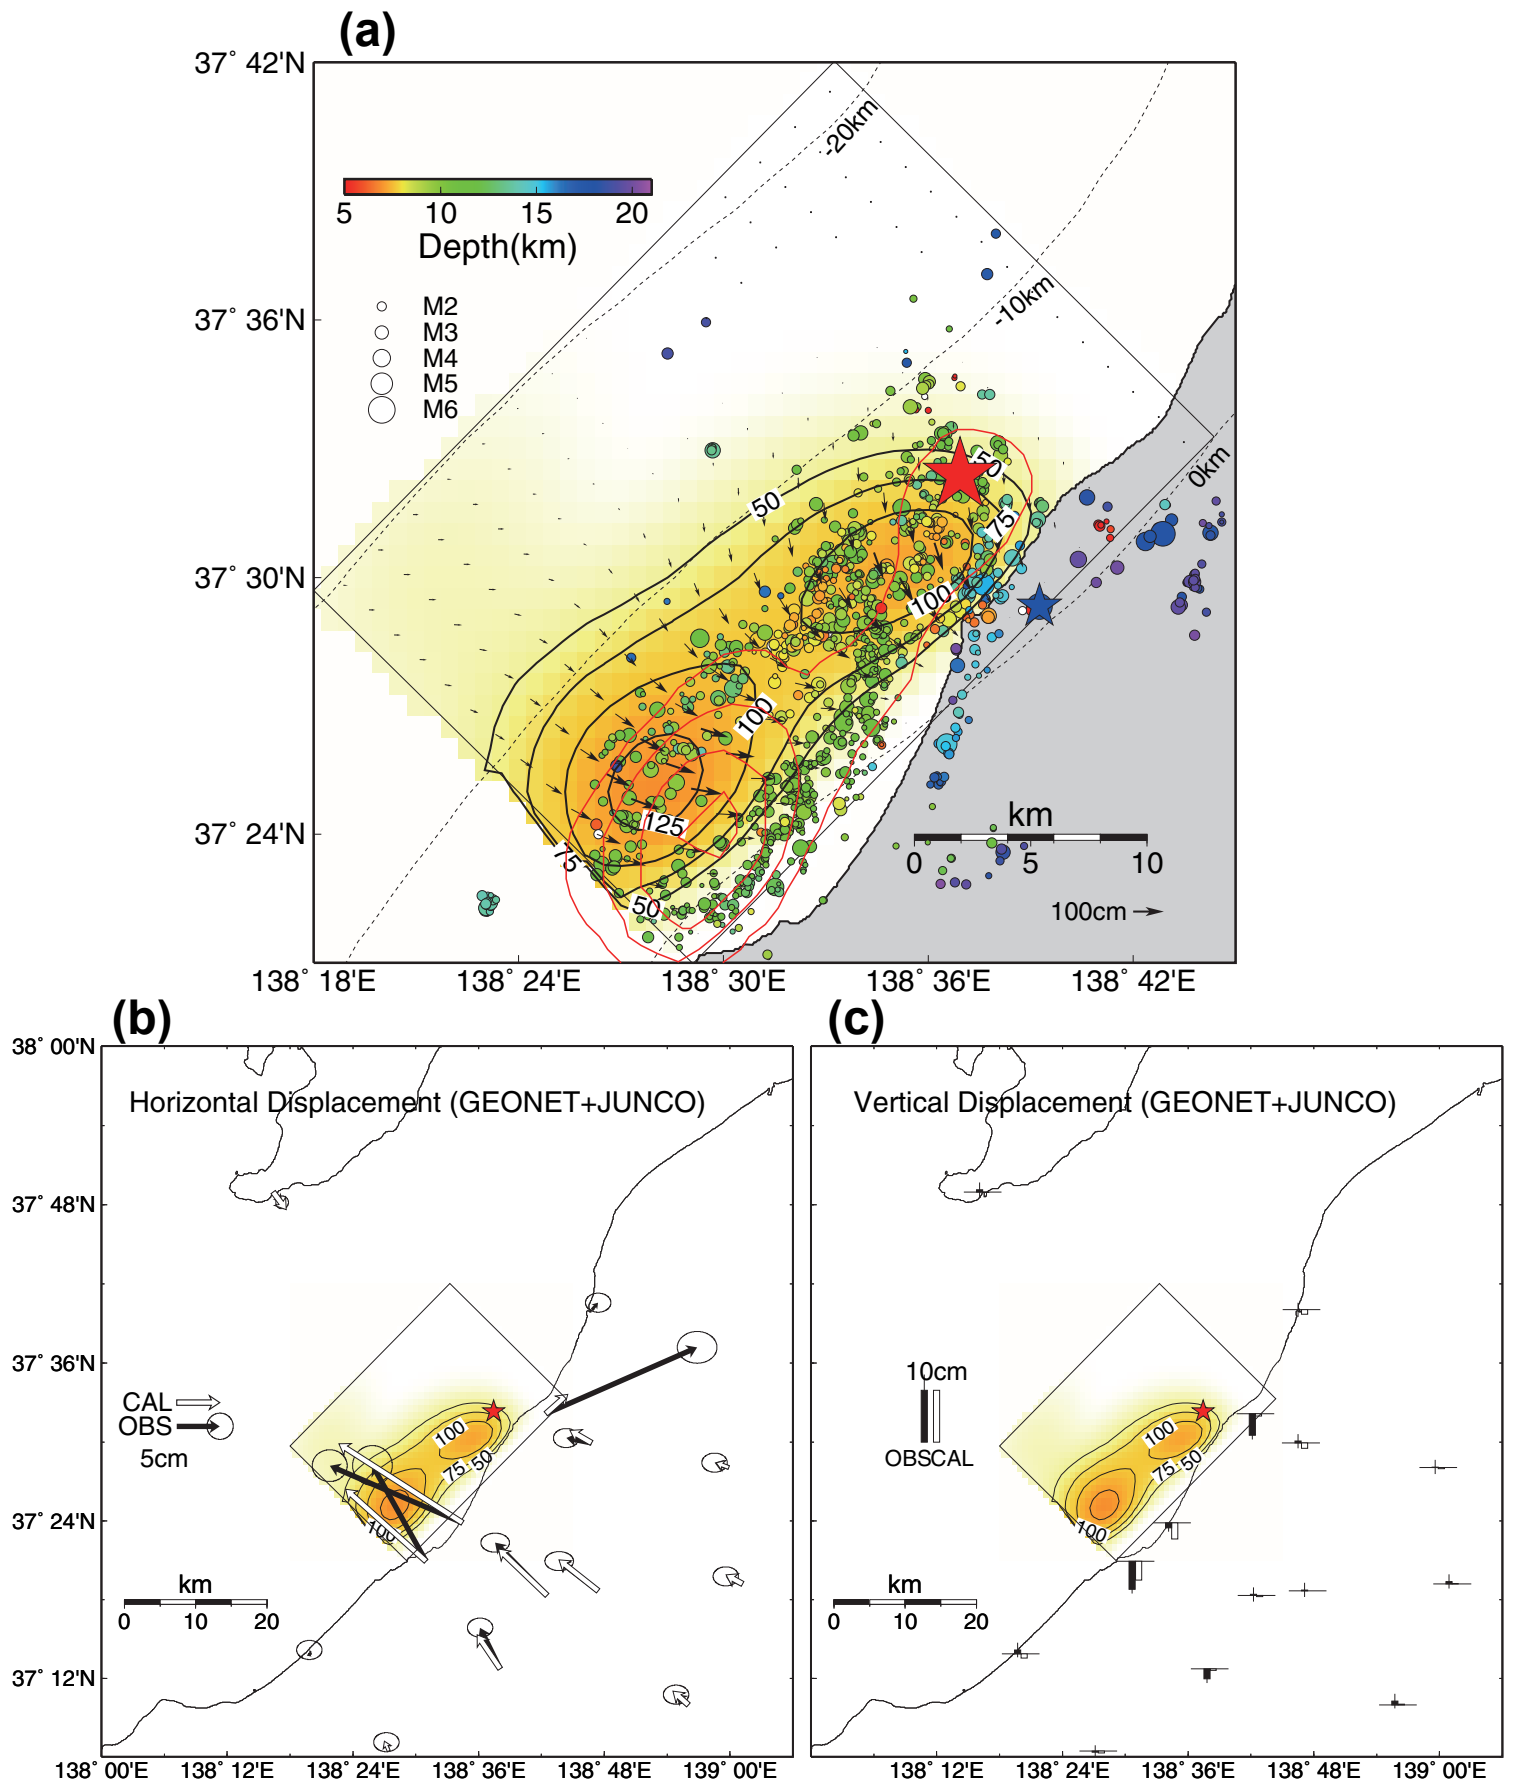 (a)
37° 42'N
-20km
5 10 15 20
Depth(km)
-10km
M2
37° 36'N
M3
M4
M5
M6
0km
50
50
75
37° 30'N
100
100
125
km
37° 24'N
0 5 10
75
50
100cm
138° 18'E 138° 24'E 138° 30'E 138° 36'E 138° 42'E
(b)
38° 00'N
Horizontal Displacement (GEONET+JUNCO)
37° 48'N
37° 36'N
CAL
OBS
5cm
100
75 50
100
37° 24'N
km
0 10 20
37° 12'N
138° 00'E 138° 12'E 138° 24'E 138° 36'E 138° 48'E 139° 00'E
(c)
Vertical Displacement (GEONET+JUNCO)
10cm
OBSCAL
100
75 50
100
km
0 10 20
138° 12'E 138° 24'E 138° 36'E 138° 48'E 139° 00'E